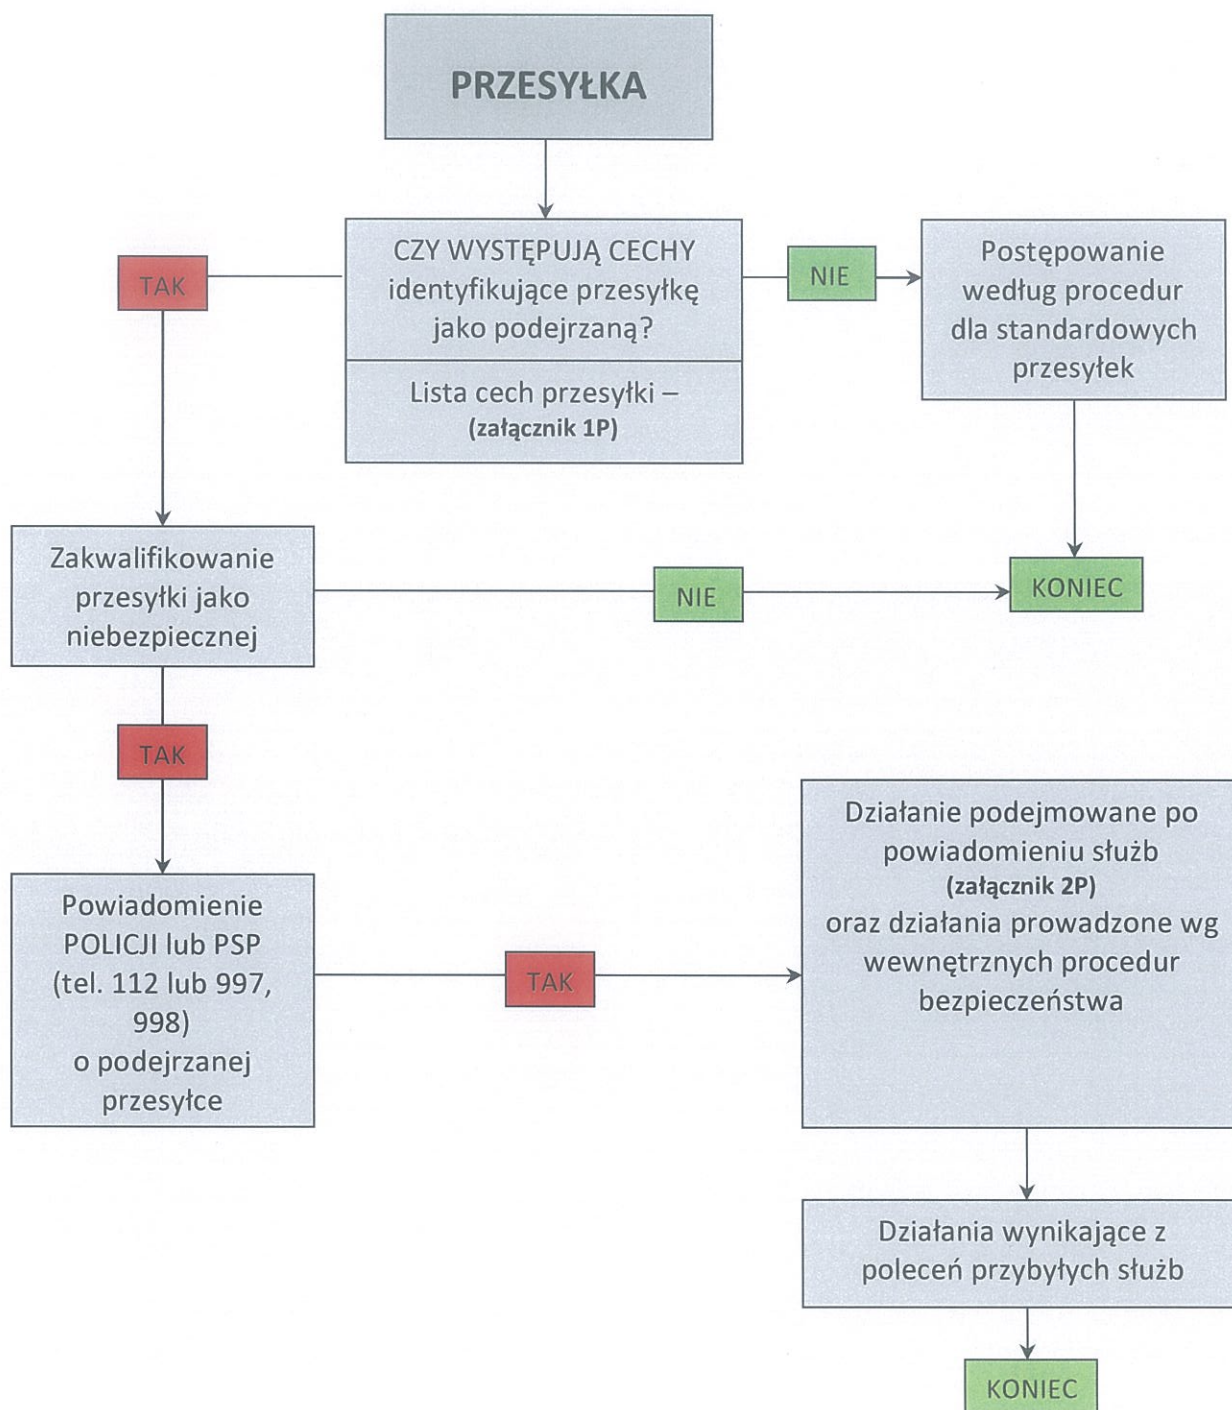 PRZESYŁKA
CZY WYSTĘPUJĄ CECHY
identyfikujące przesyłkę
jako podejrzaną?
Lista cech przesyłki –
(załącznik 1P)
TAK
NIE
Postępowanie
według procedur
dla standardowych
przesyłek
Zakwalifikowanie
przesyłki jako
niebezpiecznej
NIE
KONIEC
TAK
Powiadomienie
POLICJI lub PSP
(tel. 112 lub 997,
998)
o podejrzanej
przesyłce
TAK
Działanie podejmowane po
powiadomieniu służb
(załącznik 2P)
oraz działania prowadzone wg
wewnętrznych procedur
bezpieczeństwa
Działania wynikające z
poleceń przybyłych służb
KONIEC